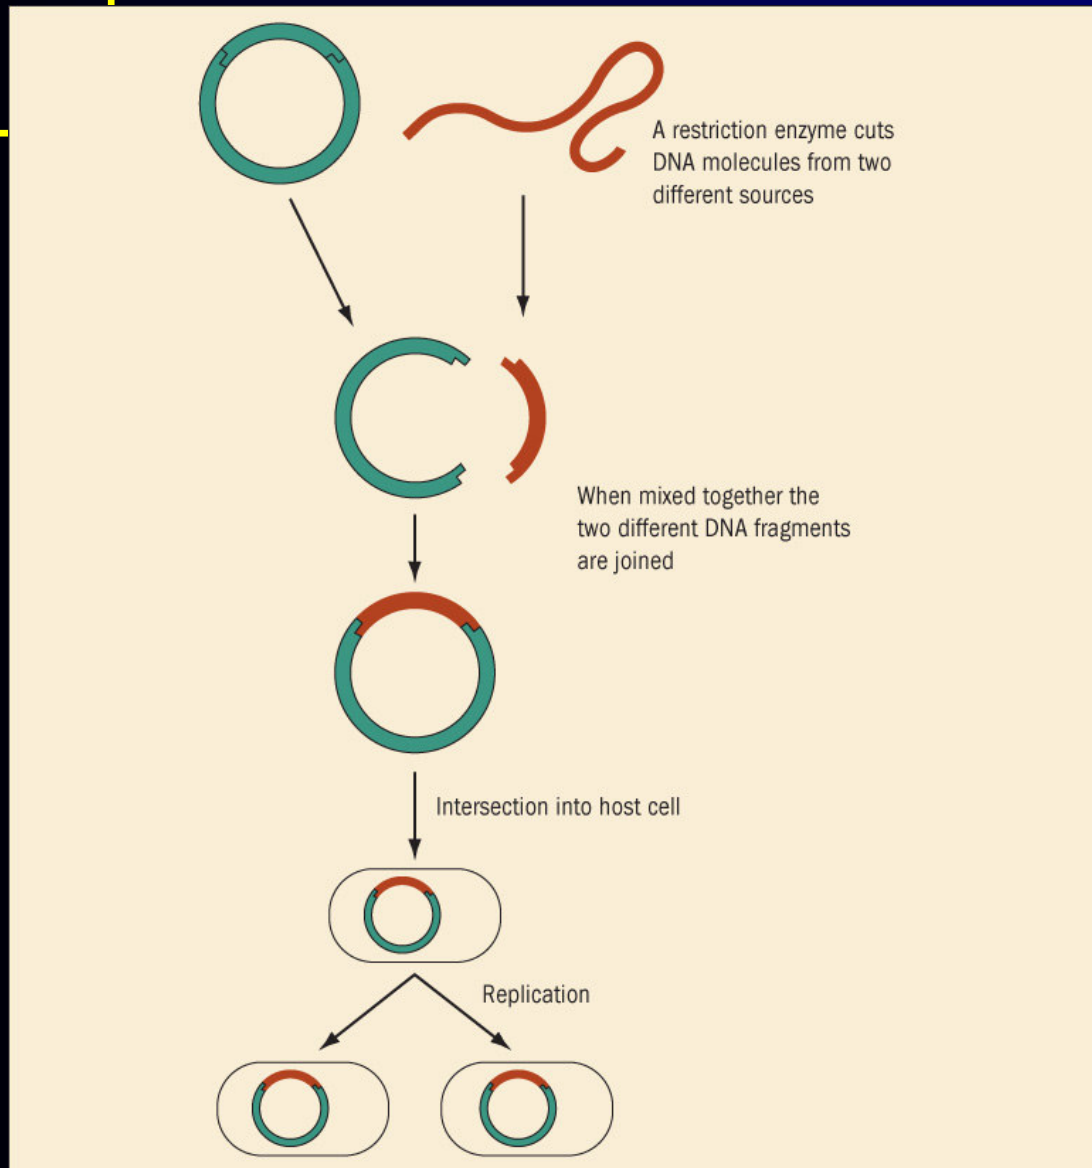 A restriction enzyme cuts
DNA molecules from two
different sources
When mixed together the
two different DNA fragments
are joined
Intersection into host cell
Replication